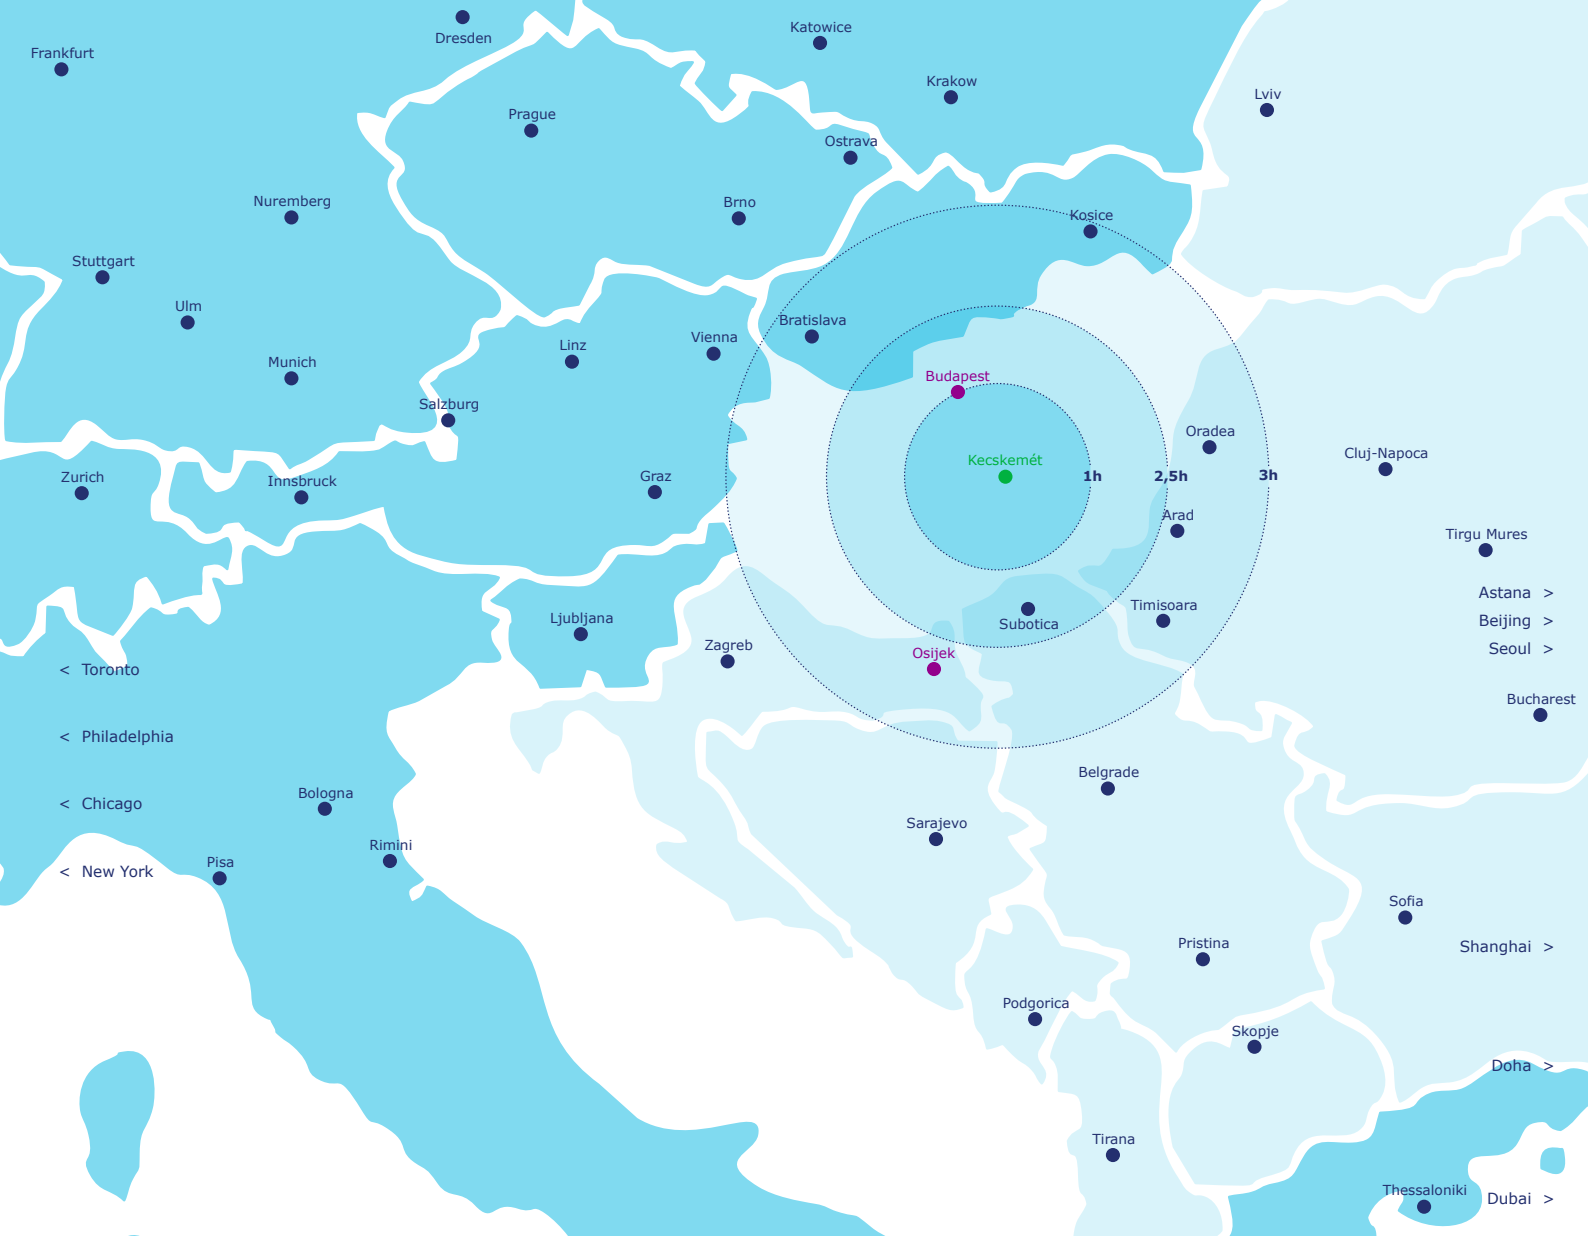 Dresden
Katowice
Frankfurt
Krakow
Lviv
Prague
Ostrava
Nuremberg
Brno
Kosice
Stuttgart
Ulm
Bratislava
Vienna
Linz
Munich
Budapest
Salzburg
Oradea
Cluj-Napoca
Kecskemét
Zurich
Innsbruck
Graz
1h
2,5h
3h
Arad
Tirgu Mures
Astana >
Timisoara
Ljubljana
Subotica
Beijing >
Zagreb
Osijek
Seoul >
< Toronto
Bucharest
< Philadelphia
Belgrade
Bologna
< Chicago
Sarajevo
Rimini
Pisa
< New York
Sofia
Pristina
Shanghai >
Podgorica
Skopje
Doha >
Tirana
Thessaloniki
Dubai >